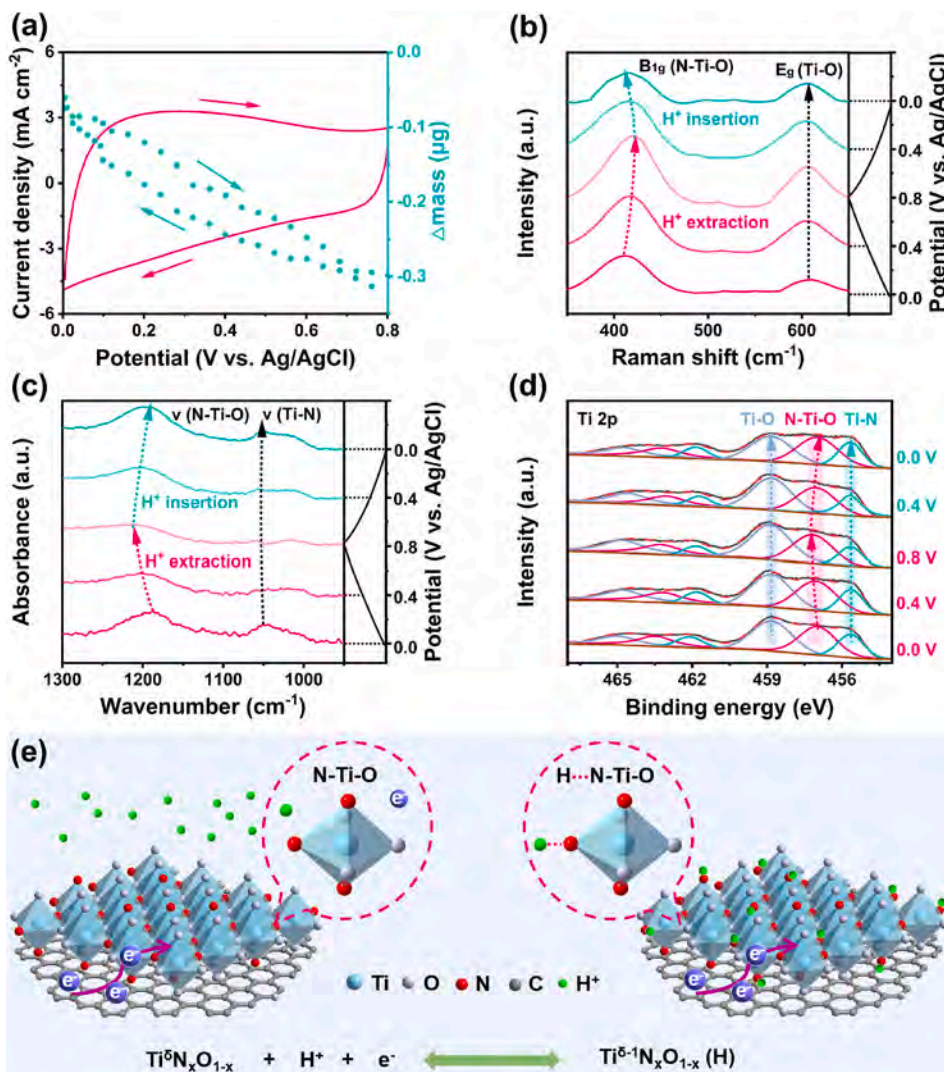 (a)
6
3
0
-3
-6
Current density (mA cm⁻²)
0.0
-0.1
-0.2
-0.3
△mass (μg)
0.0 0.2 0.4 0.6 0.8
Potential (V vs. Ag/AgCl)
(b)
B1g (N-Ti-O) Eg (Ti-O)
H⁺ insertion
H⁺ extraction
Intensity (a.u.)
0.0
0.4
0.8
0.4
0.0
Potential (V vs. Ag/AgCl)
400 500 600
Raman shift (cm⁻¹)
(c)
v (N-Ti-O) v (Ti-N)
H⁺ insertion
H⁺ extraction
Absorbance (a.u.)
0.0
0.4
0.8
0.4
0.0
Potential (V vs. Ag/AgCl)
1300 1200 1100 1000
Wavenumber (cm⁻¹)
(d)
Ti 2p Ti-O N-Ti-O Ti-N
0.0 V
0.4 V
0.8 V
0.4 V
0.0 V
Intensity (a.u.)
465 462 459 456
Binding energy (eV)
(e)
N-Ti-O
e⁻
H···N-Ti-O
e⁻
e⁻
e⁻
e⁻
e⁻
e⁻
Ti O N C H⁺
TiᵟNₓO₁₋ₓ + H⁺ + e⁻ Tiᵟ⁻¹NₓO₁₋ₓ (H)